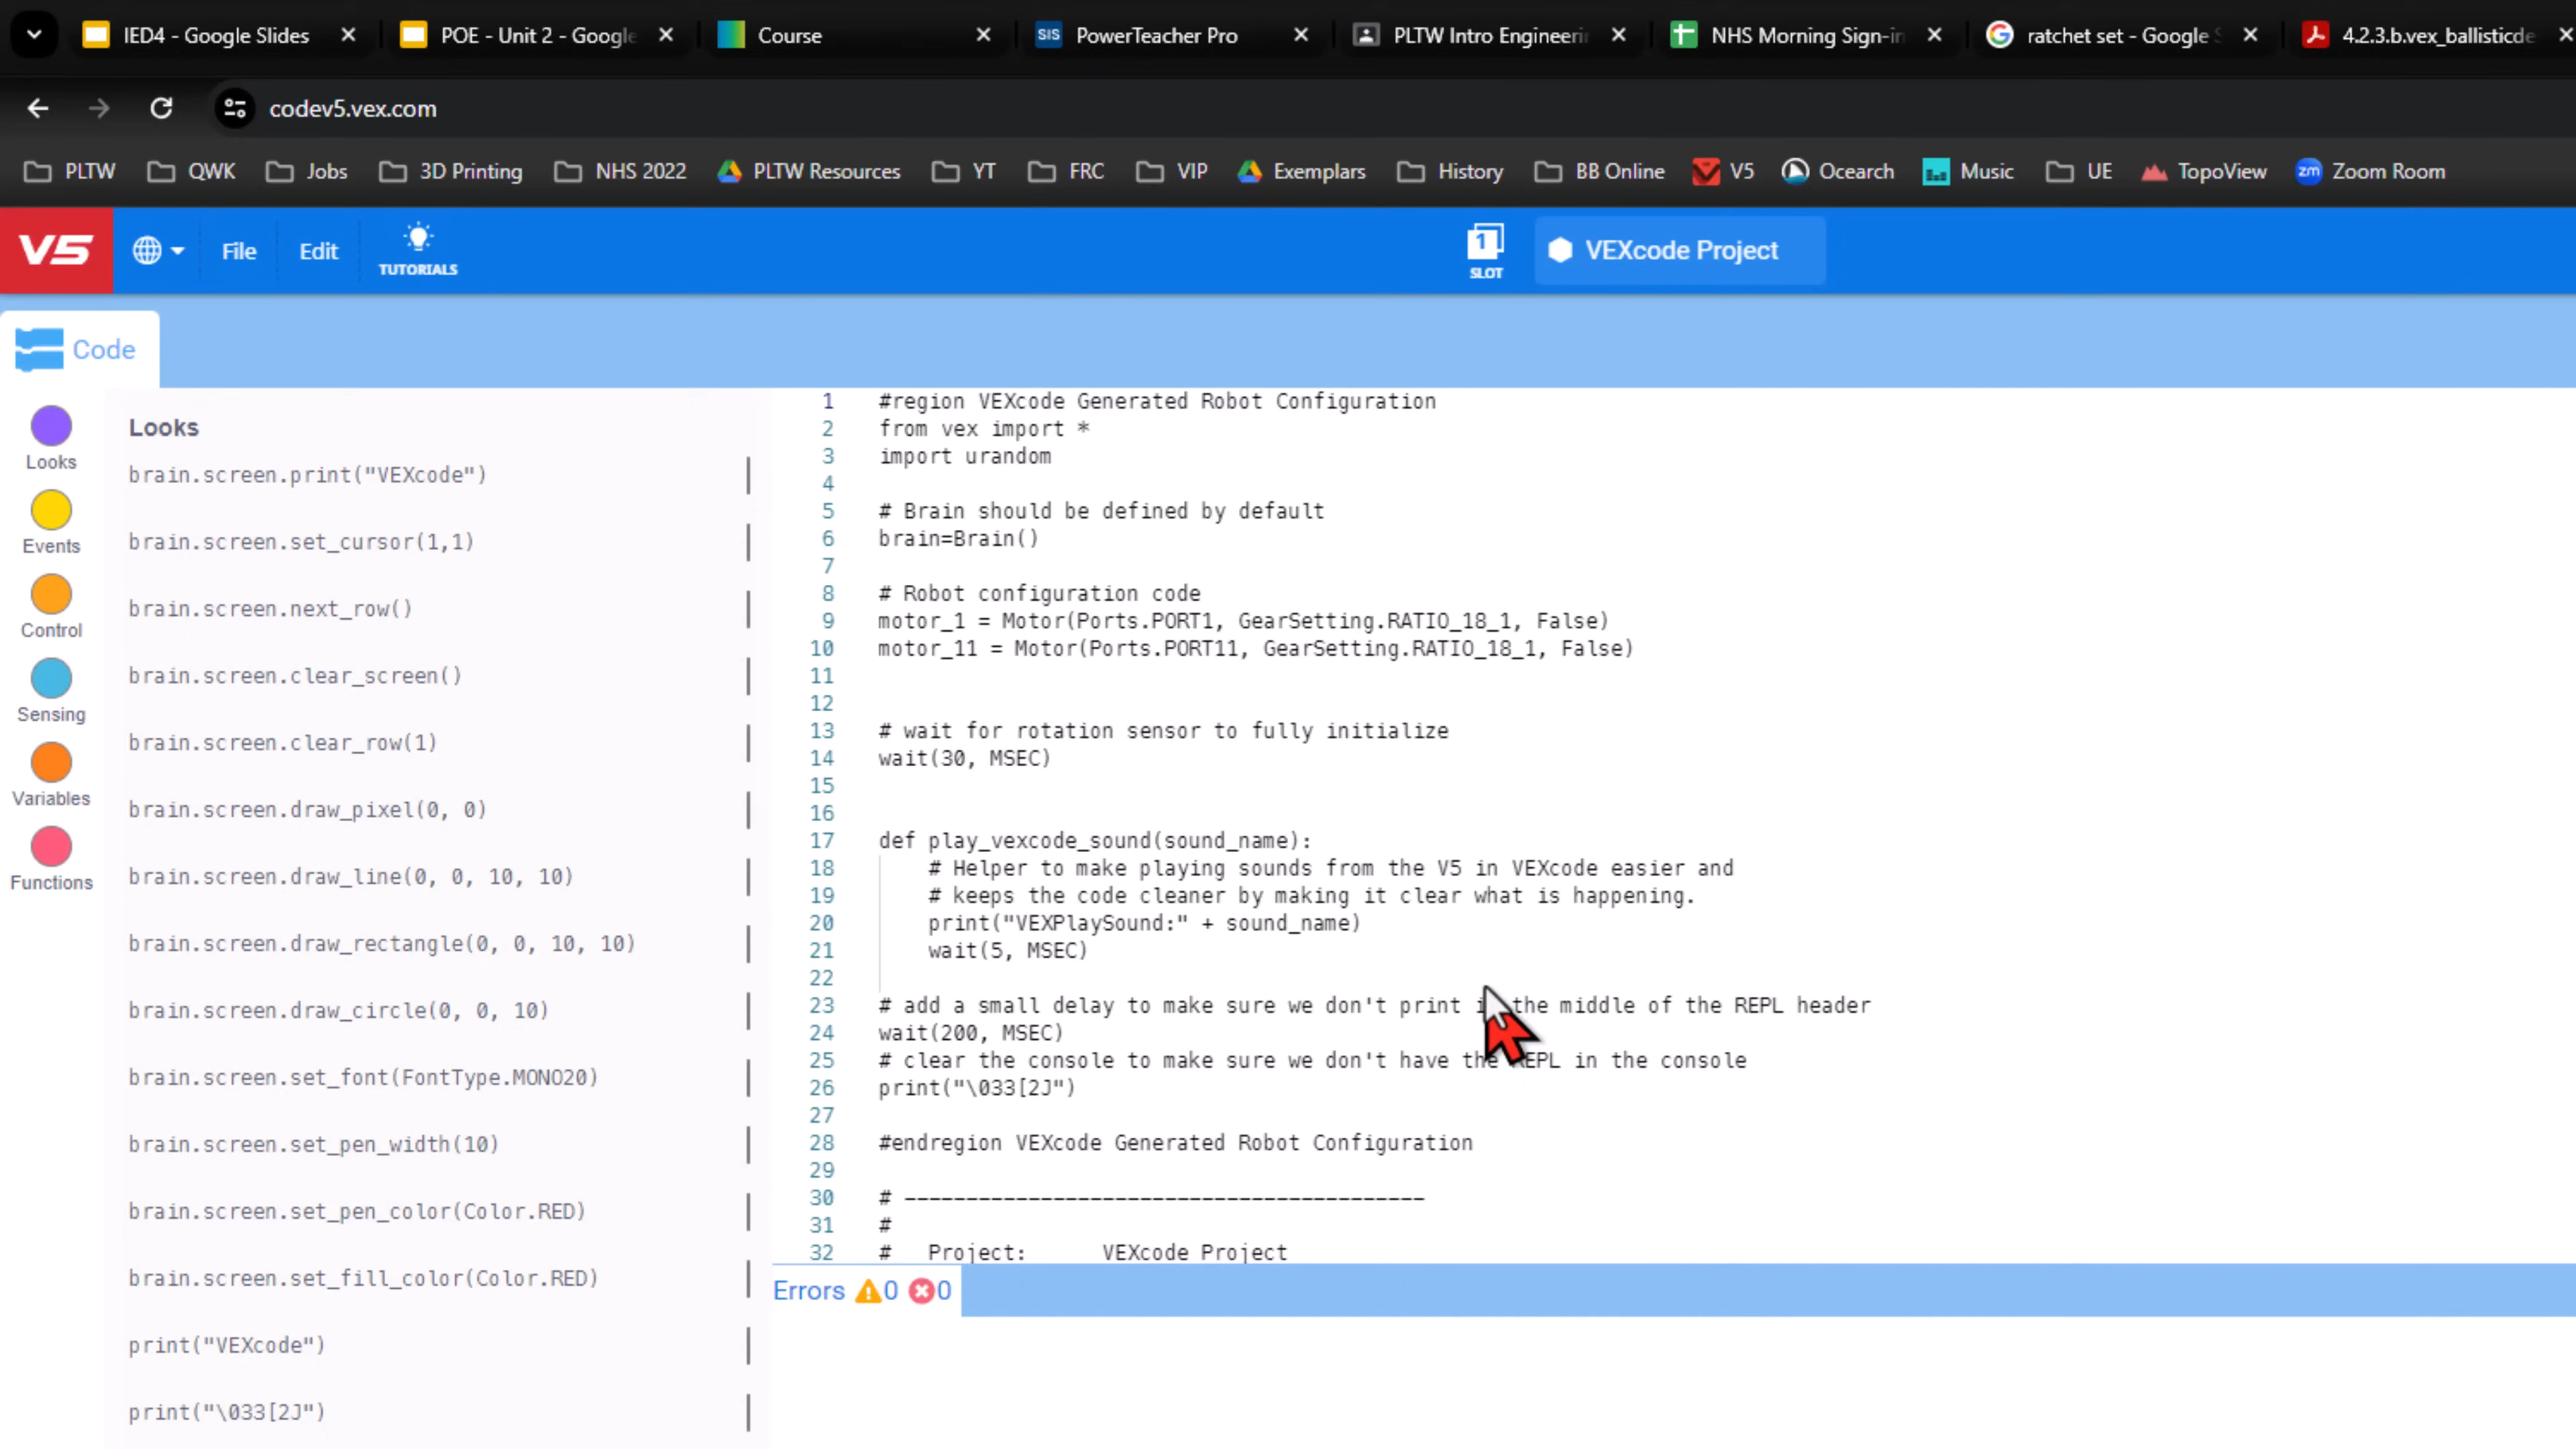 IED4 - Google Slides
POE - Unit 2 - Google
Course
SIS PowerTeacher Pro
PLTW Intro Engineerin
NHS Morning Sign-in
ratchet set - Google S
4.2.3.b.vex_ballisticde
codev5.vex.com
PLTW QWK Jobs 3D Printing NHS 2022 PLTW Resources YT FRC VIP Exemplars History BB Online V5 Ocearch Music UE TopoView zm Zoom Room
V5 File Edit TUTORIALS 1 SLOT VEXcode Project
Code
Looks
Events
Control
Sensing
Variables
Functions
Looks
brain.screen.print("VEXcode")
brain.screen.set_cursor(1,1)
brain.screen.next_row()
brain.screen.clear_screen()
brain.screen.clear_row(1)
brain.screen.draw_pixel(0, 0)
brain.screen.draw_line(0, 0, 10, 10)
brain.screen.draw_rectangle(0, 0, 10, 10)
brain.screen.draw_circle(0, 0, 10)
brain.screen.set_font(FontType.MONO20)
brain.screen.set_pen_width(10)
brain.screen.set_pen_color(Color.RED)
brain.screen.set_fill_color(Color.RED)
print("VEXcode")
print("\033[2J")
1 #region VEXcode Generated Robot Configuration
2 from vex import *
3 import urandom
4
5 # Brain should be defined by default
6 brain=Brain()
7
8 # Robot configuration code
9 motor_1 = Motor(Ports.PORT1, GearSetting.RATIO_18_1, False)
10 motor_11 = Motor(Ports.PORT11, GearSetting.RATIO_18_1, False)
11
12
13 # wait for rotation sensor to fully initialize
14 wait(30, MSEC)
15
16
17 def play_vexcode_sound(sound_name):
18 # Helper to make playing sounds from the V5 in VEXcode easier and
19 # keeps the code cleaner by making it clear what is happening.
20 print("VEXPlaySound:" + sound_name)
21 wait(5, MSEC)
22
23 # add a small delay to make sure we don't print in the middle of the REPL header
24 wait(200, MSEC)
25 # clear the console to make sure we don't have the REPL in the console
26 print("\033[2J")
27
28 #endregion VEXcode Generated Robot Configuration
29
30 # ------------------------------------------
31 #
32 # Project: VEXcode Project
Errors 0 0